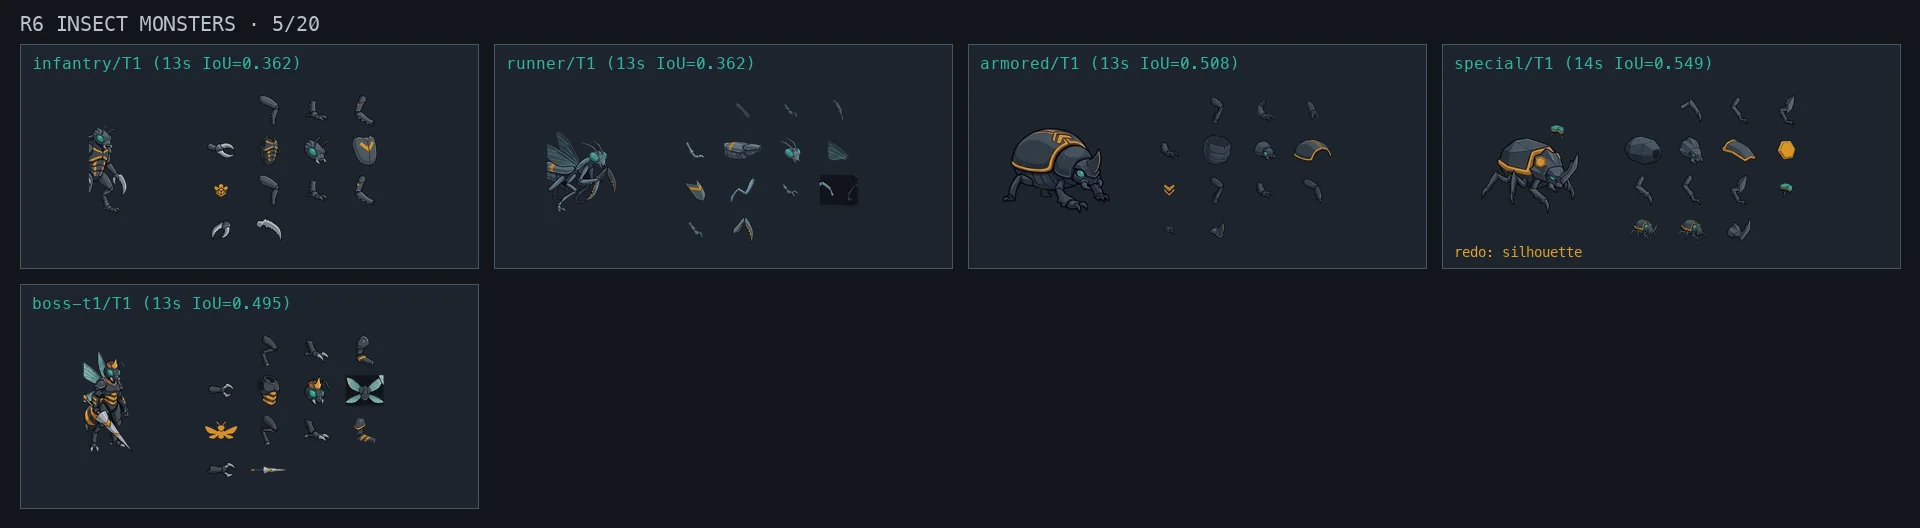 R6 INSECT MONSTERS · 5/20
infantry/T1 (13s IoU=0.362)
runner/T1 (13s IoU=0.362)
armored/T1 (13s IoU=0.508)
special/T1 (14s IoU=0.549)
redo: silhouette
boss-t1/T1 (13s IoU=0.495)